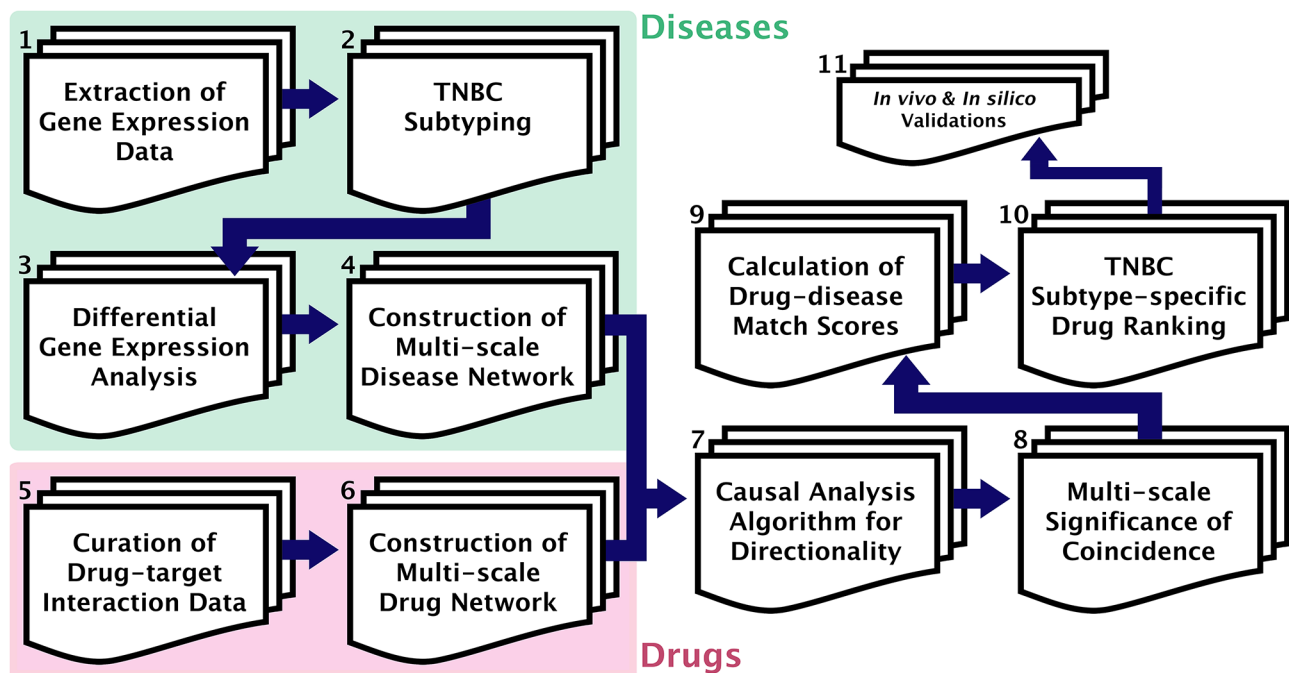 Diseases
1
Extraction of
Gene Expression
Data
2
TNBC
Subtyping
3
Differential
Gene Expression
Analysis
4
Construction of
Multi-scale
Disease Network
5
Curation of
Drug-target
Interaction Data
6
Construction of
Multi-scale
Drug Network
Drugs
7
Causal Analysis
Algorithm for
Directionality
8
Multi-scale
Significance of
Coincidence
9
Calculation of
Drug-disease
Match Scores
10
TNBC
Subtype-specific
Drug Ranking
11
In vivo & In silico
Validations